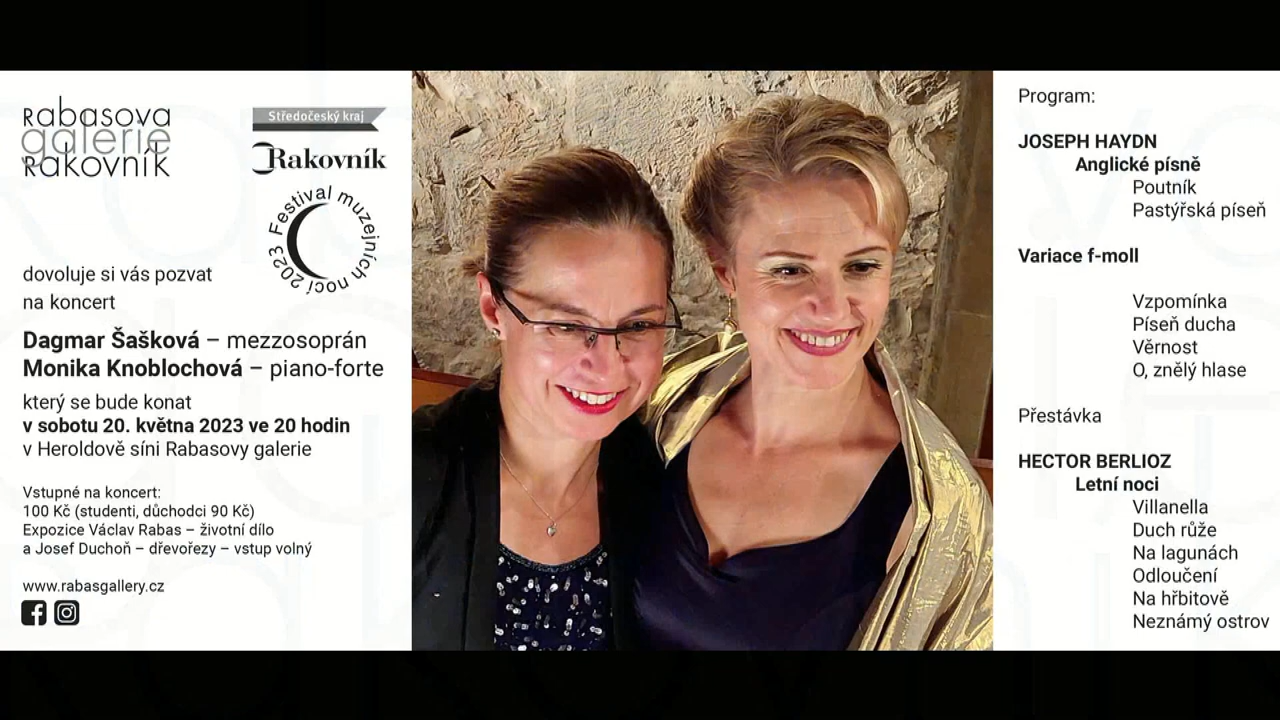 Rabasova
galerie
Rakovník
Středočeský kraj
Rakovník
Festival muzejních nocí 2023
dovoluje si vás pozvat
na koncert
Dagmar Šašková – mezzosoprán
Monika Knoblochová – piano-forte
který se bude konat
v sobotu 20. května 2023 ve 20 hodin
v Heroldově síni Rabasovy galerie
Vstupné na koncert:
100 Kč (studenti, důchodci 90 Kč)
Expozice Václav Rabas – životní dílo
a Josef Duchoň – dřevořezy – vstup volný
www.rabasgallery.cz
Program:
JOSEPH HAYDN
Anglické písně
Poutník
Pastýřská píseň
Variace f-moll
Vzpomínka
Píseň ducha
Věrnost
O, znělý hlase
Přestávka
HECTOR BERLIOZ
Letní noci
Villanella
Duch růže
Na lagunách
Odloučení
Na hřbitově
Neznámý ostrov